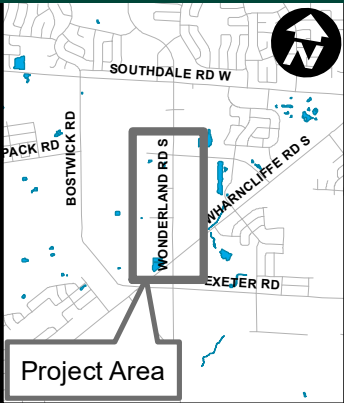 N
SOUTHDALE RD W
BOSTWICK RD
PACK RD
WONDERLAND RD S
WHARNCLIFFE RD S
EXETER RD
Project Area